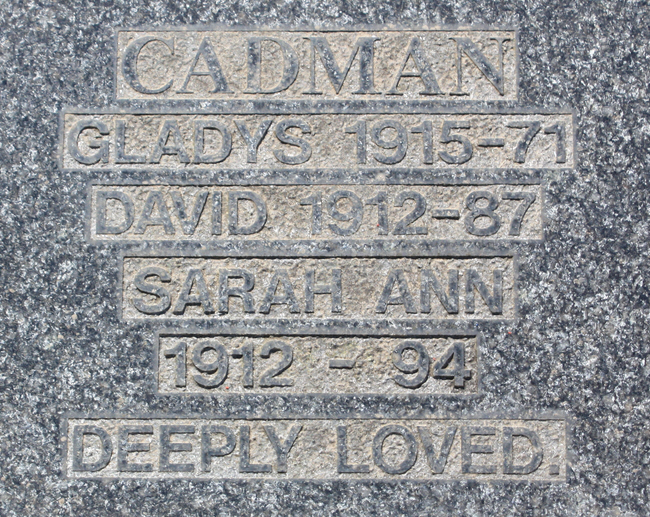 CADMAN
GLADYS 1915-71
DAVID 1912-87
SARAH ANN
1912 - 94
DEEPLY LOVED.